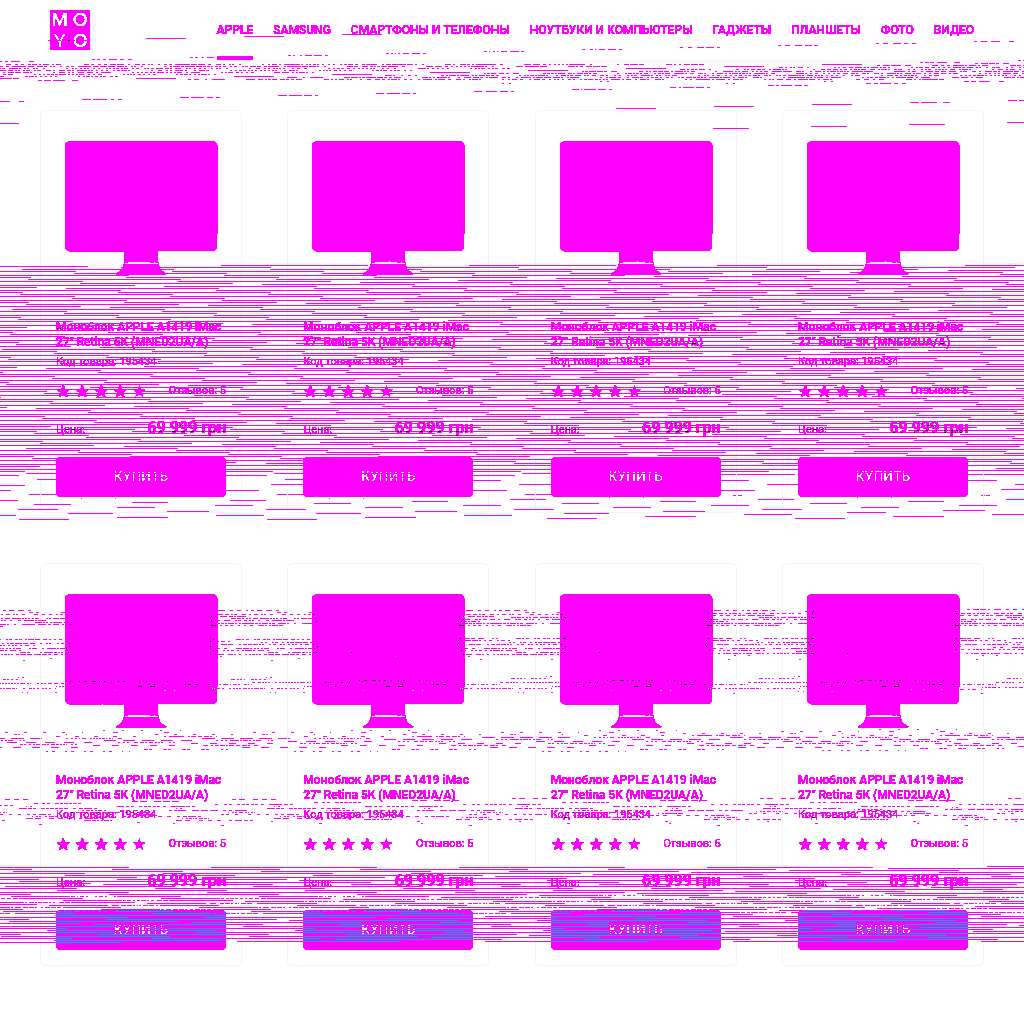 MO
YO
APPLE SAMSUNG СМАРТФОНЫ И ТЕЛЕФОНЫ НОУТБУКИ И КОМПЬЮТЕРЫ ГАДЖЕТЫ ПЛАНШЕТЫ ФОТО ВИДЕО
Моноблок APPLE A1419 iMac Моноблок APPLE A1419 iMac Моноблок APPLE A1419 iMac Моноблок APPLE A1419 iMac
27" Retina 5K (MNED2UA/A) 27" Retina 5K (MNED2UA/A) 27" Retina 5K (MNED2UA/A) 27" Retina 5K (MNED2UA/A)
Код товара: 195434 Код товара: 195434 Код товара: 195434 Код товара: 195434
Отзывов: 5 Отзывов: 5 Отзывов: 5 Отзывов: 5
Цена: 69 999 грн Цена: 69 999 грн Цена: 69 999 грн Цена: 69 999 грн
КУПИТЬ КУПИТЬ КУПИТЬ КУПИТЬ
Моноблок APPLE A1419 iMac Моноблок APPLE A1419 iMac Моноблок APPLE A1419 iMac Моноблок APPLE A1419 iMac
27" Retina 5K (MNED2UA/A) 27" Retina 5K (MNED2UA/A) 27" Retina 5K (MNED2UA/A) 27" Retina 5K (MNED2UA/A)
Код товара: 195434 Код товара: 195434 Код товара: 195434 Код товара: 195434
Отзывов: 5 Отзывов: 5 Отзывов: 5 Отзывов: 5
Цена: 69 999 грн Цена: 69 999 грн Цена: 69 999 грн Цена: 69 999 грн
КУПИТЬ КУПИТЬ КУПИТЬ КУПИТЬ